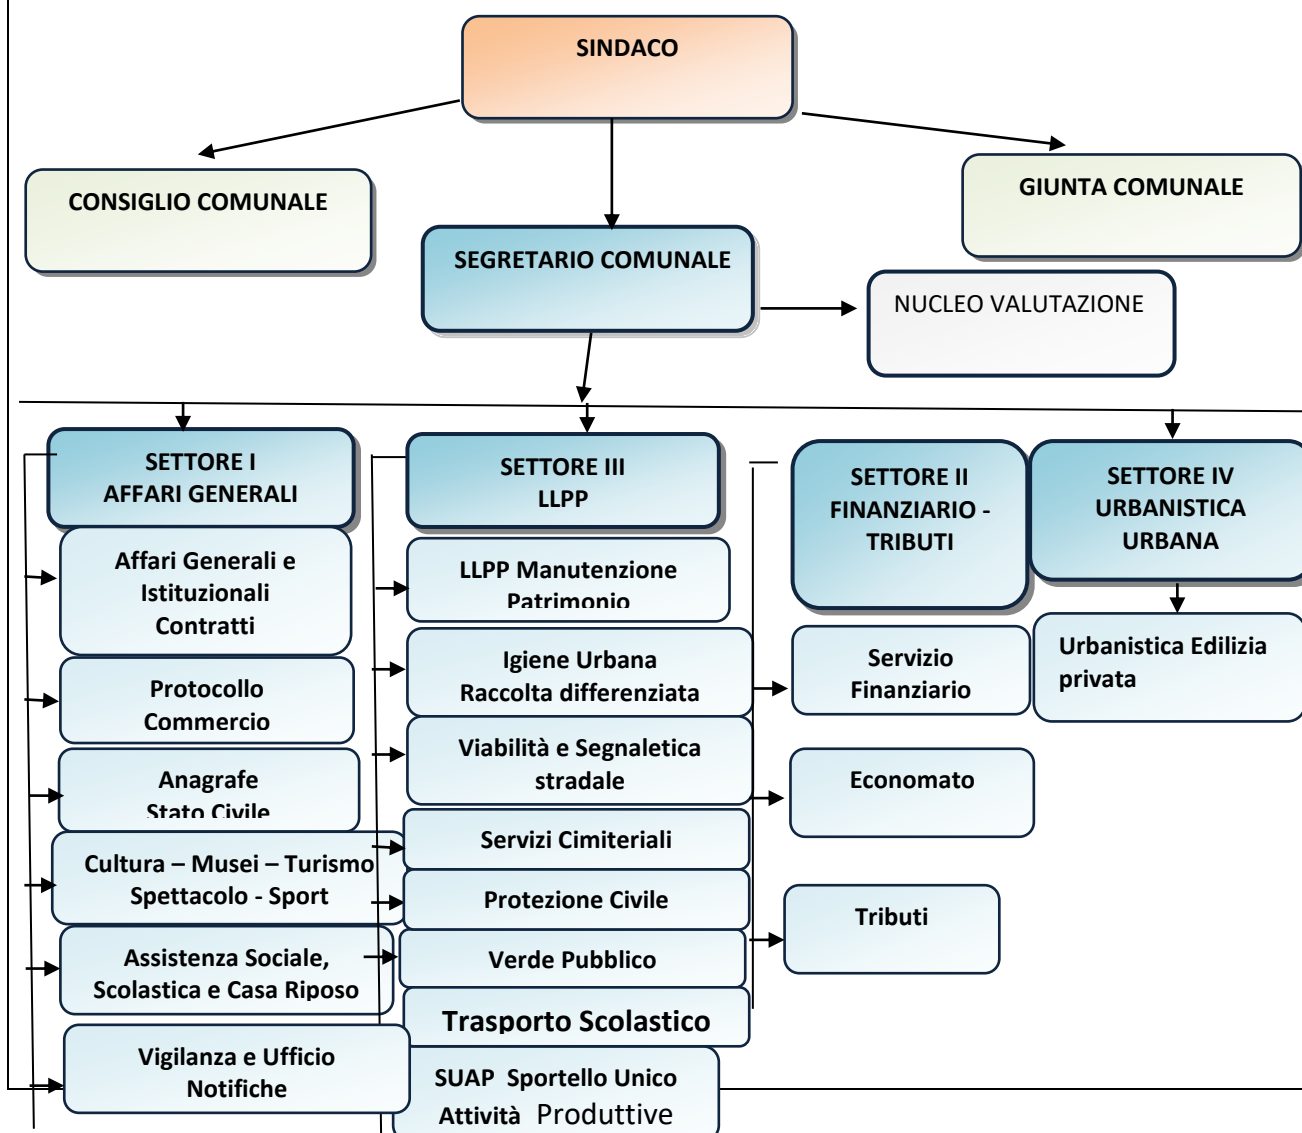 SINDACO
CONSIGLIO COMUNALE
GIUNTA COMUNALE
SEGRETARIO COMUNALE
NUCLEO VALUTAZIONE
SETTORE I
AFFARI GENERALI
Affari Generali e
Istituzionali
Contratti
Protocollo
Commercio
Anagrafe
Stato Civile
Cultura – Musei – Turismo
Spettacolo - Sport
Assistenza Sociale,
Scolastica e Casa Riposo
Vigilanza e Ufficio
Notifiche
SETTORE III
LLPP
LLPP Manutenzione
Patrimonio
Igiene Urbana
Raccolta differenziata
Viabilità e Segnaletica
stradale
Servizi Cimiteriali
Protezione Civile
Verde Pubblico
Trasporto Scolastico
SUAP Sportello Unico
Attività Produttive
SETTORE II
FINANZIARIO -
TRIBUTI
Servizio
Finanziario
Economato
Tributi
SETTORE IV
URBANISTICA
URBANA
Urbanistica Edilizia
privata